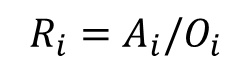 R_i = A_i/O_i